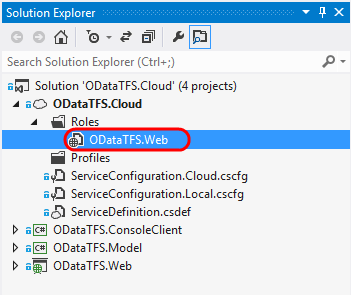 Solution Explorer
Search Solution Explorer (Ctrl+;)
Solution 'ODataTFS.Cloud' (4 projects)
ODataTFS.Cloud
Roles
ODataTFS.Web
Profiles
ServiceConfiguration.Cloud.cscfg
ServiceConfiguration.Local.cscfg
ServiceDefinition.csdef
C# ODataTFS.ConsoleClient
C# ODataTFS.Model
ODataTFS.Web